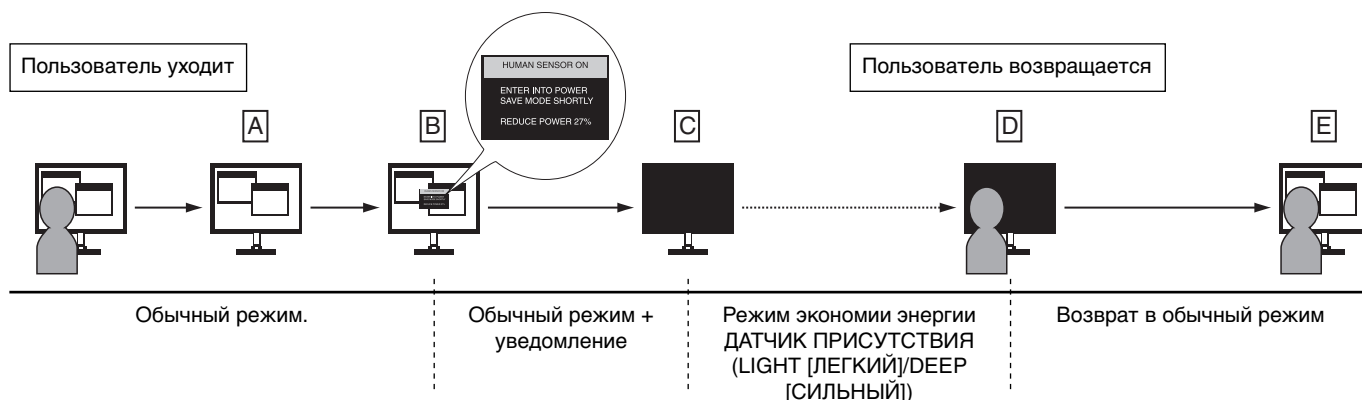 Пользователь уходит
HUMAN SENSOR ON
ENTER INTO POWER
SAVE MODE SHORTLY
REDUCE POWER 27%
Пользователь возвращается
A
B
C
D
E
Обычный режим.
Обычный режим +
уведомление
Режим экономии энергии
ДАТЧИК ПРИСУТСТВИЯ
(LIGHT [ЛЕГКИЙ]/DEEP
[СИЛЬНЫЙ])
Возврат в обычный режим